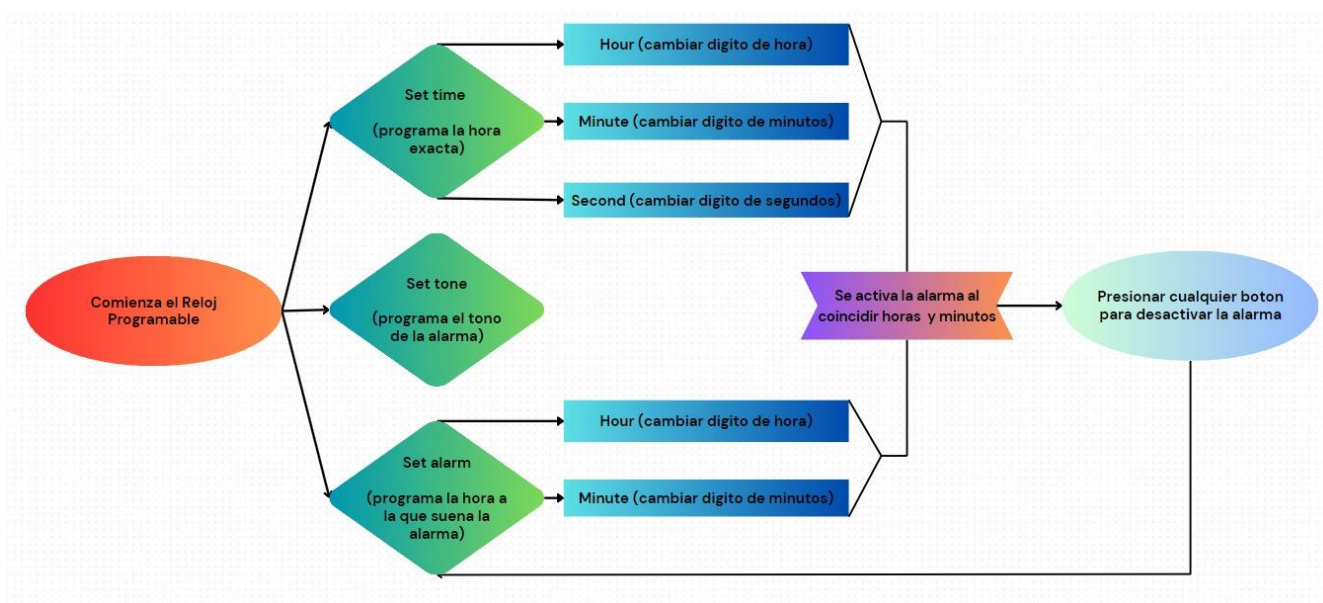 Hour (cambiar digito de hora)
Set time
(programa la hora
exacta)
Minute (cambiar digito de minutos)
Second (cambiar digito de segundos)
Comienza el Reloj
Programable
Set tone
(programa el tono
de la alarma)
Se activa la alarma al
coincidir horas y minutos
Presionar cualquier boton
para desactivar la alarma
Hour (cambiar digito de hora)
Set alarm
(programa la hora a
la que suena la
alarma)
Minute (cambiar digito de minutos)